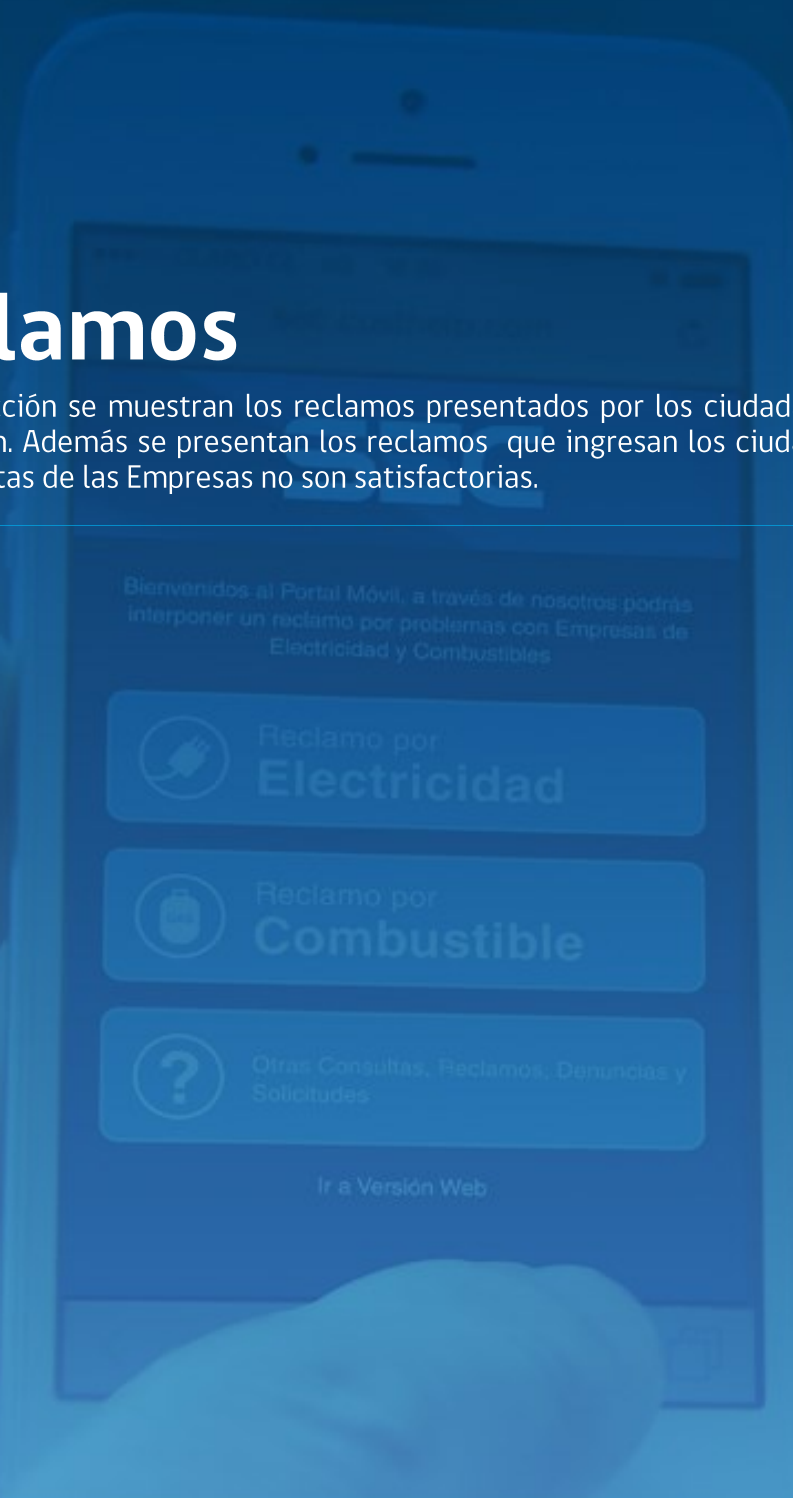 lamos
ción se muestran los reclamos presentados por los ciudad
n. Además se presentan los reclamos que ingresan los ciud
tas de las Empresas no son satisfactorias.
SEC
Bienvenidos al Portal Móvil, a través de nosotros podrás
interponer un reclamo por problemas con Empresas de
Electricidad y Combustibles
Reclamo por
Electricidad
Reclamo por
Combustible
Otras Consultas, Reclamos, Denuncias y
Solicitudes
Ir a Versión Web